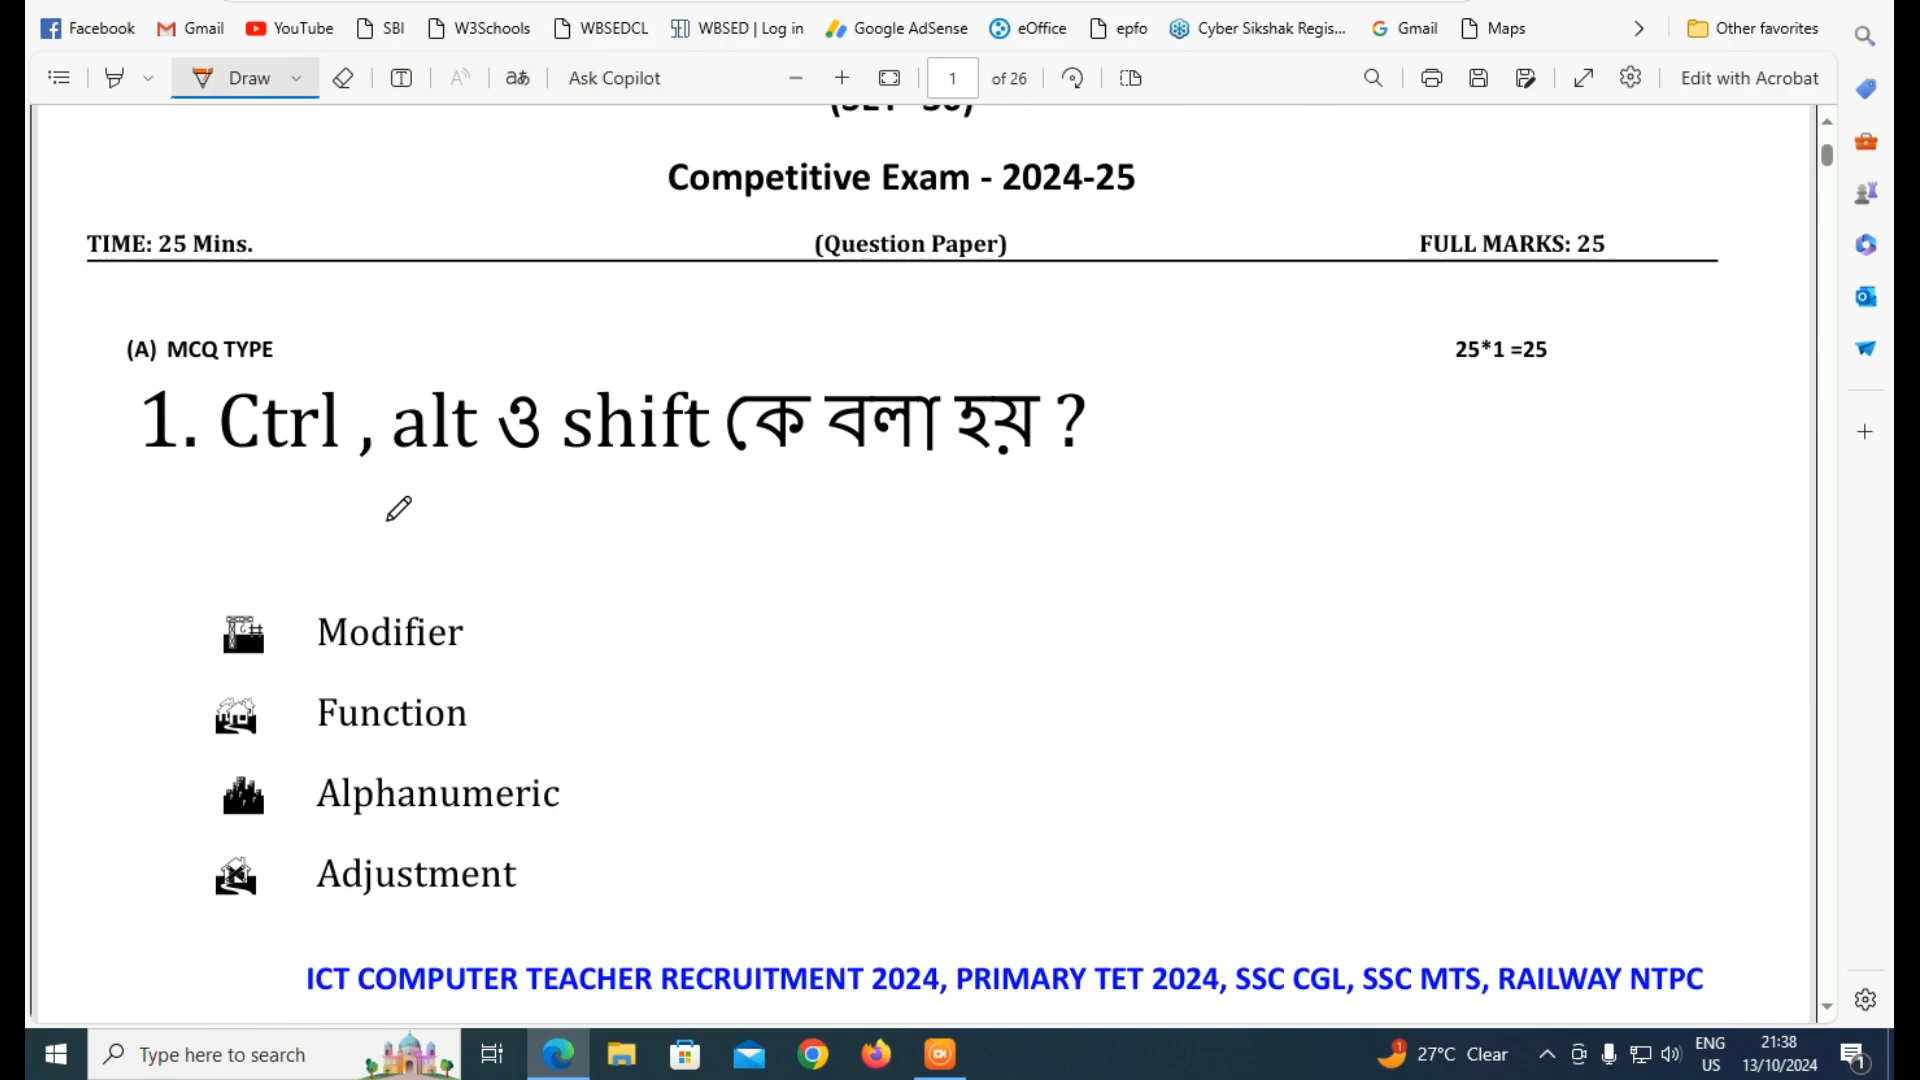 Facebook Gmail YouTube SBI W3Schools WBSEDCL WBSED | Log in Google AdSense eOffice epfo Cyber Sikshak Regis... Gmail Maps Other favorites
Draw T aあ Ask Copilot 1 of 26 Edit with Acrobat
Competitive Exam - 2024-25
TIME: 25 Mins. (Question Paper) FULL MARKS: 25
(A) MCQ TYPE 25*1 =25
1. Ctrl , alt ও shift কে বলা হয় ?
Modifier
Function
Alphanumeric
Adjustment
ICT COMPUTER TEACHER RECRUITMENT 2024, PRIMARY TET 2024, SSC CGL, SSC MTS, RAILWAY NTPC
Type here to search 1 27°C Clear ENG US 21:38 13/10/2024 1